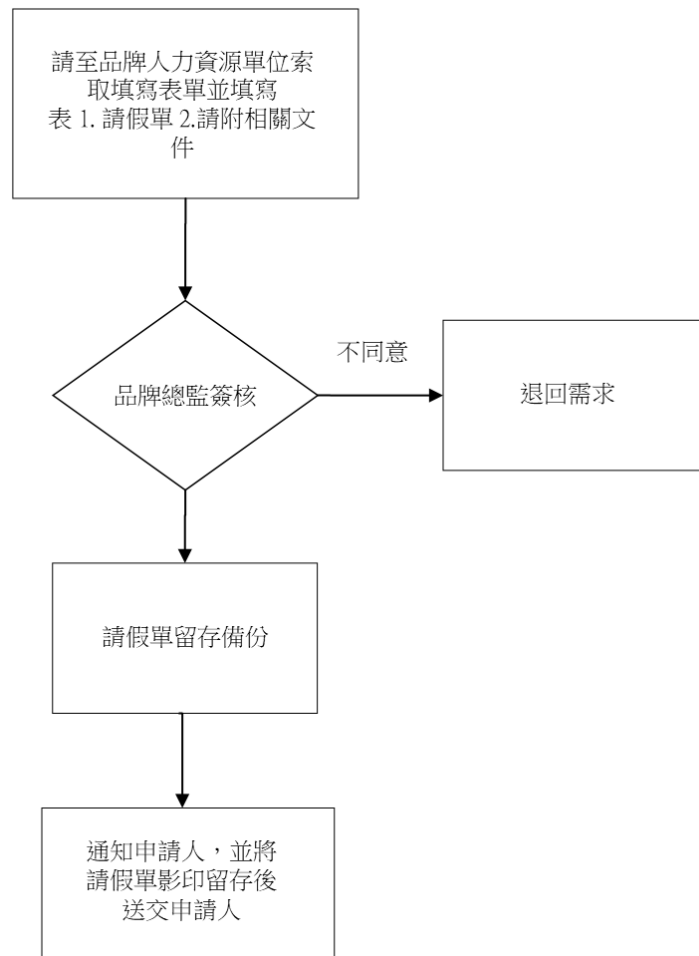 請至品牌人力資源單位索
取填寫表單並填寫
表 1. 請假單 2.請附相關文
件
不同意
品牌總監簽核
退回需求
請假單留存備份
通知申請人，並將
請假單影印留存後
送交申請人